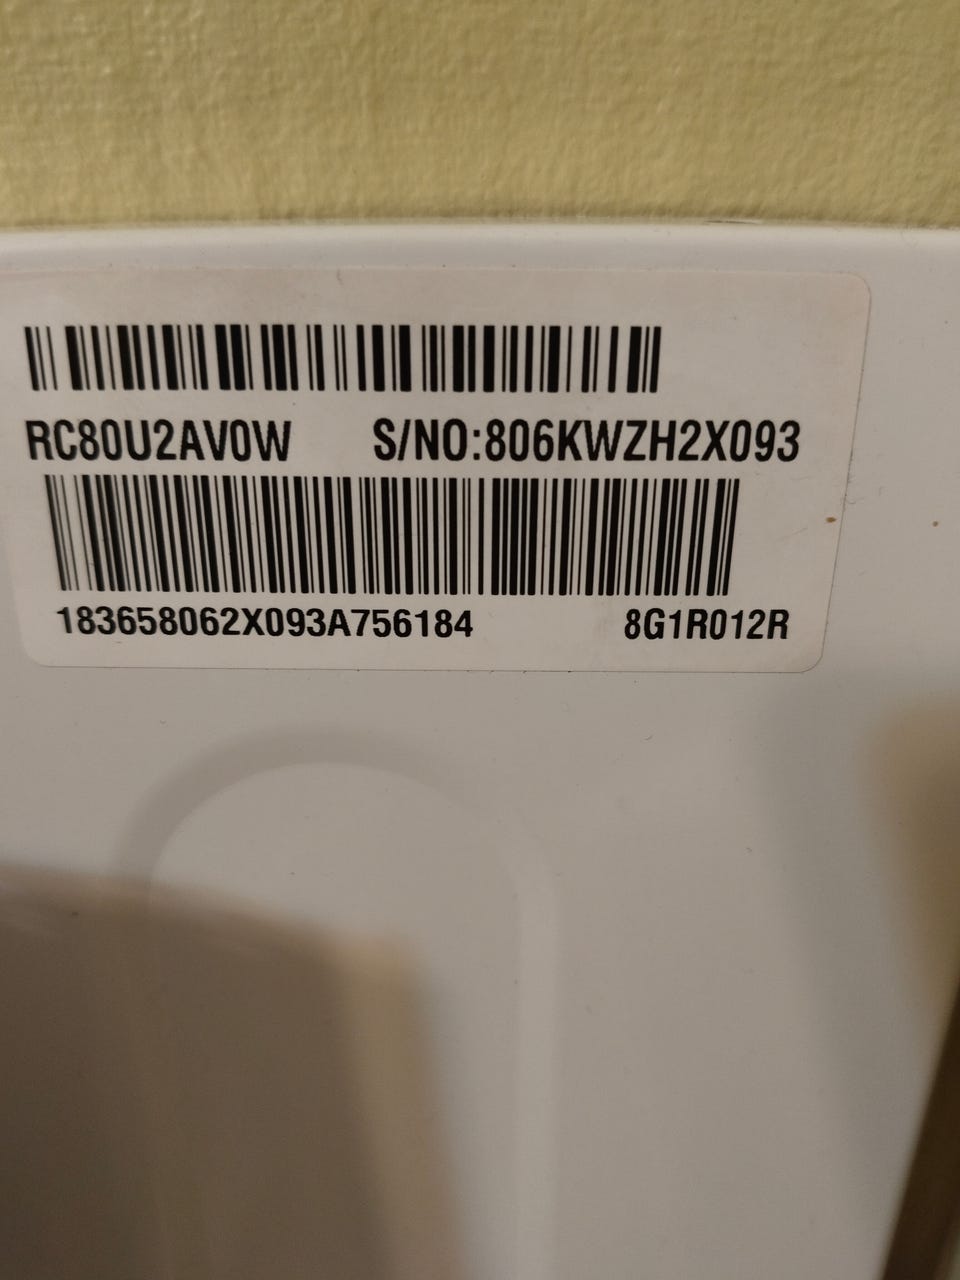 RC80U2AV0W S/NO:806KWZH2X093
183658062X093A756184 8G1R012R